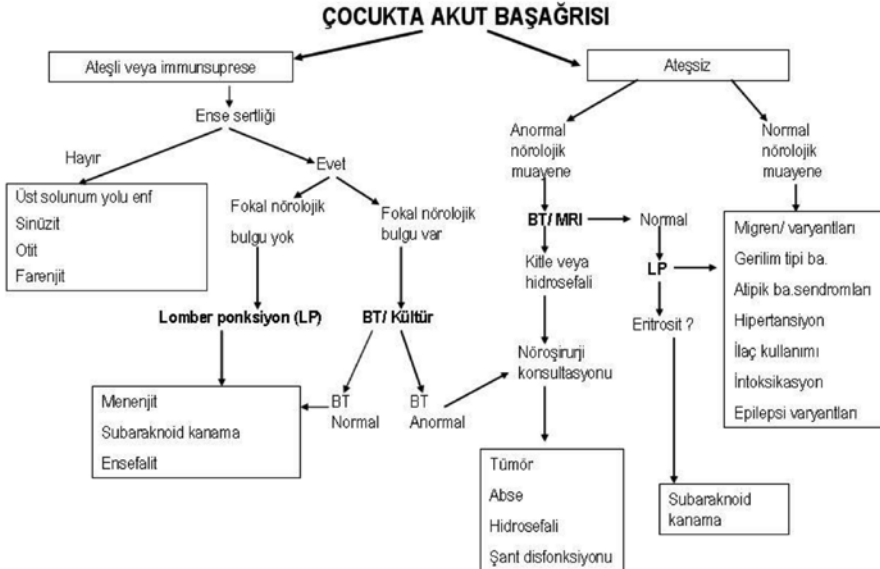 ÇOCUKTA AKUT BAŞAĞRISI
Ateşli veya immunsuprese
Ense sertliği
Hayır
Evet
Üst solunum yolu enf
Sinüzit
Otit
Farenjit
Fokal nörolojik
bulgu yok
Fokal nörolojik
bulgu var
Lomber ponksiyon (LP)
BT/ Kültür
BT
Normal
BT
Anormal
Menenjit
Subaraknoid kanama
Ensefalit
Ateşsiz
Anormal
nörolojik
muayene
Normal
nörolojik
muayene
BT/ MRI
Normal
Kitle veya
hidrosefali
LP
Eritrosit ?
Nöroşirurji
konsultasyonu
Tümör
Abse
Hidrosefali
Şant disfonksiyonu
Subaraknoid
kanama
Migren/ varyantları
Gerilim tipi ba.
Atipik ba.sendromları
Hipertansiyon
İlaç kullanımı
İntoksikasyon
Epilepsi varyantları